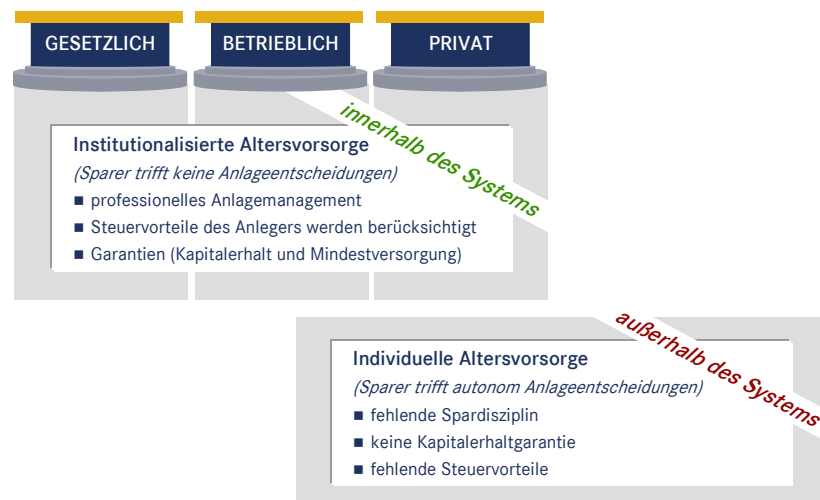 GESETZLICH
BETRIEBLICH
PRIVAT
innerhalb des Systems
Institutionalisierte Altersvorsorge
(Sparer trifft keine Anlageentscheidungen)
■ professionelles Anlagemanagement
■ Steuervorteile des Anlegers werden berücksichtigt
■ Garantien (Kapitalerhalt und Mindestversorgung)
außerhalb des Systems
Individuelle Altersvorsorge
(Sparer trifft autonom Anlageentscheidungen)
■ fehlende Spardisziplin
■ keine Kapitalerhaltgarantie
■ fehlende Steuervorteile